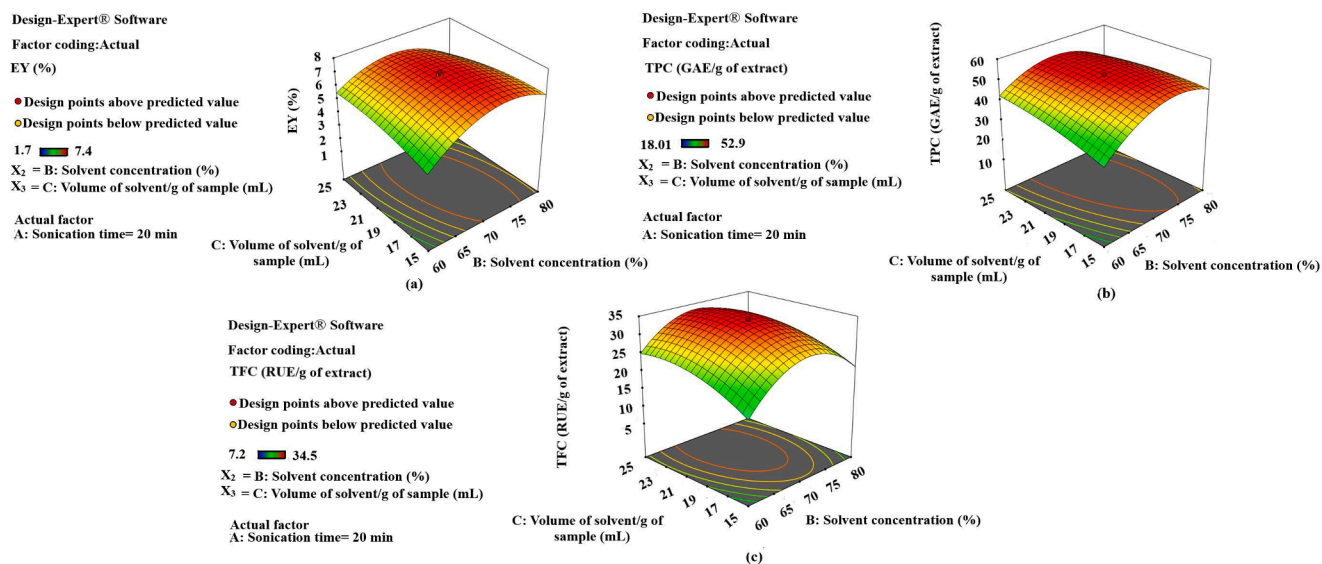 Design-Expert® Software
Factor coding:Actual
EY (%)
Design points above predicted value
Design points below predicted value
1.7 7.4
X₂ = B: Solvent concentration (%)
X₃ = C: Volume of solvent/g of sample (mL)
Actual factor
A: Sonication time= 20 min
EY (%)
8
7
6
5
4
3
2
1
25
23
21
19
17
15
60
65
70
75
80
C: Volume of solvent/g of
sample (mL)
B: Solvent concentration (%)
(a)
Design-Expert® Software
Factor coding:Actual
TPC (GAE/g of extract)
Design points above predicted value
Design points below predicted value
18.01 52.9
X₂ = B: Solvent concentration (%)
X₃ = C: Volume of solvent/g of sample (mL)
Actual factor
A: Sonication time= 20 min
TPC (GAE/g of extract)
60
50
40
30
20
10
25
23
21
19
17
15
60
65
70
75
80
C: Volume of solvent/g of
sample (mL)
B: Solvent concentration (%)
(b)
Design-Expert® Software
Factor coding:Actual
TFC (RUE/g of extract)
Design points above predicted value
Design points below predicted value
7.2 34.5
X₂ = B: Solvent concentration (%)
X₃ = C: Volume of solvent/g of sample (mL)
Actual factor
A: Sonication time= 20 min
TFC (RUE/g of extract)
35
30
25
20
15
10
5
25
23
21
19
17
15
60
65
70
75
80
C: Volume of solvent/g of
sample (mL)
B: Solvent concentration (%)
(c)